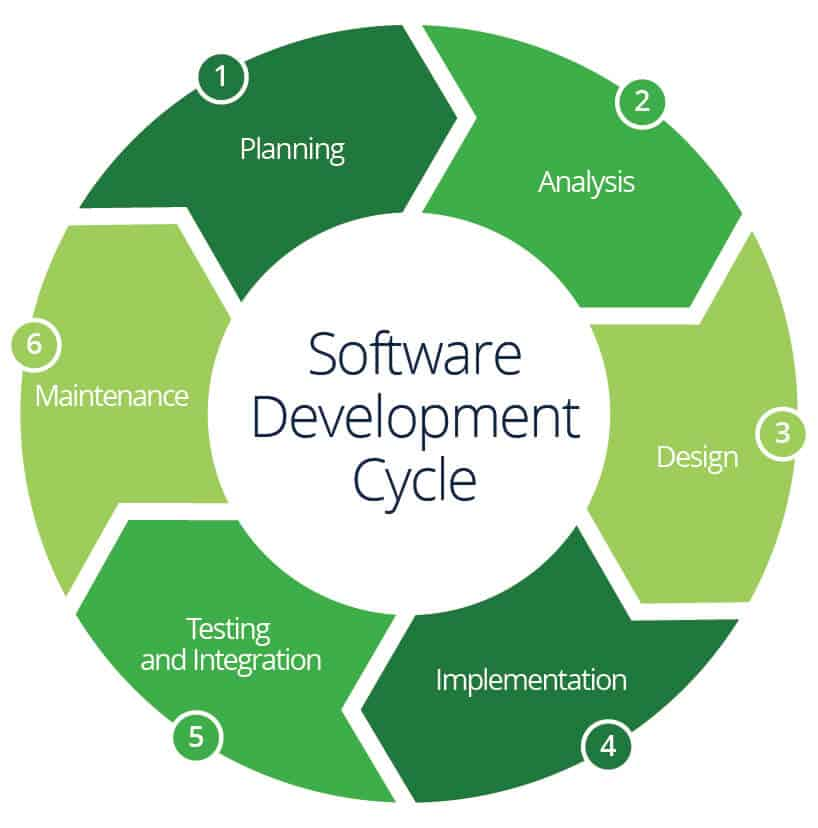 1
Planning
2
Analysis
3
Design
4
Implementation
5
Testing
and Integration
6
Maintenance
Software
Development
Cycle